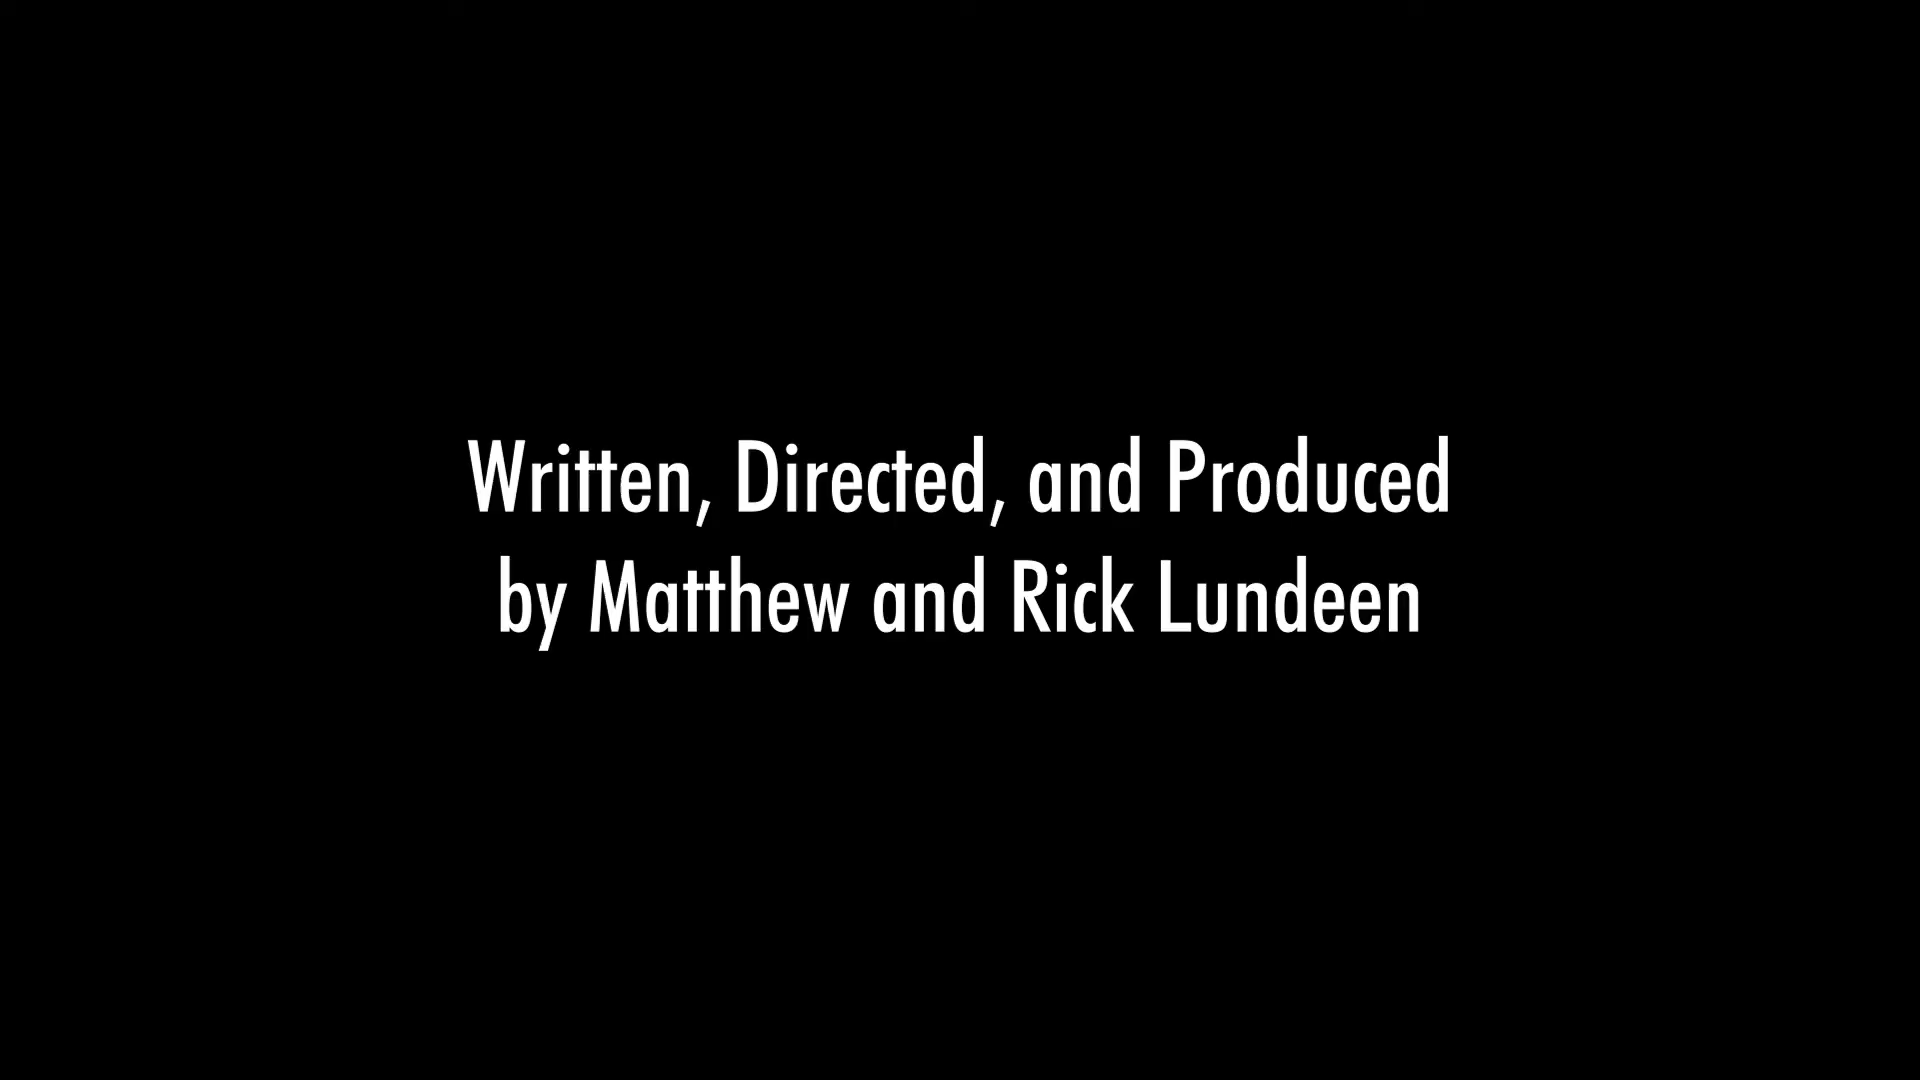 Written, Directed, and Produced
by Matthew and Rick Lundeen